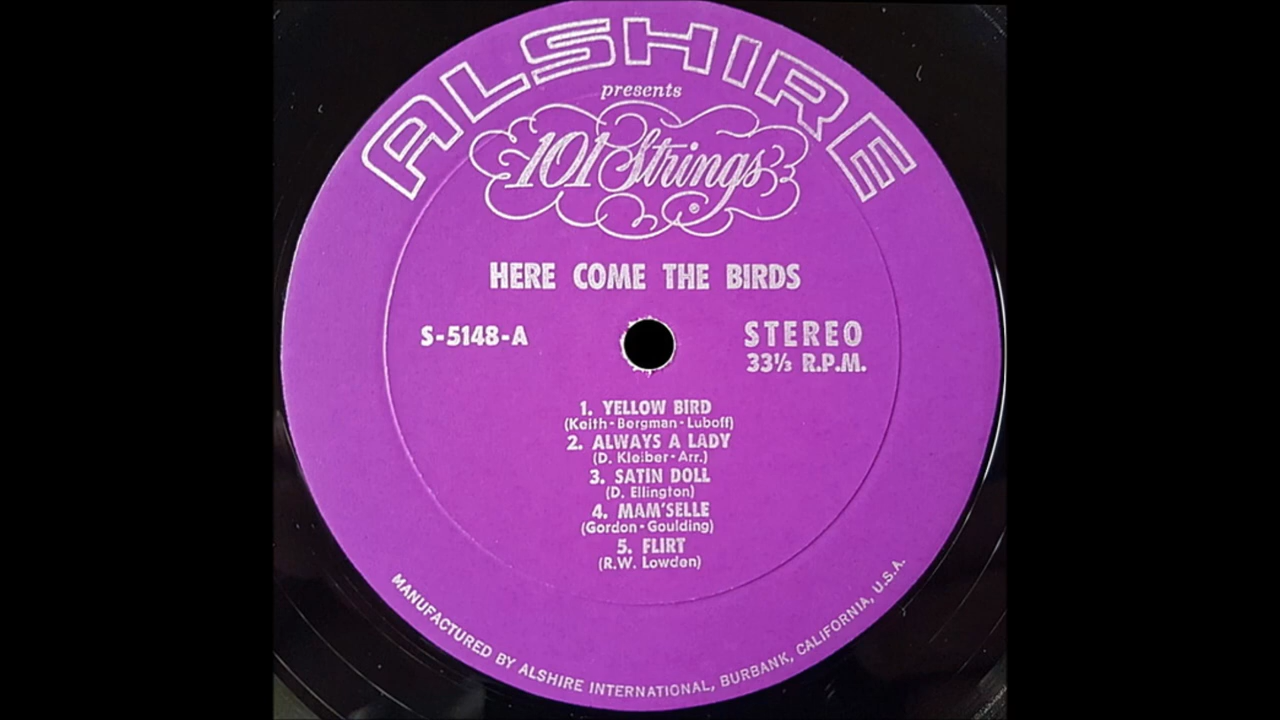 ALSHIRE
presents
101 Strings ®
HERE COME THE BIRDS
S-5148-A
STEREO
33⅓ R.P.M.
1. YELLOW BIRD
(Keith-Bergman-Luboff)
2. ALWAYS A LADY
(D. Kleiber-Arr.)
3. SATIN DOLL
(D. Ellington)
4. MAM'SELLE
(Gordon-Goulding)
5. FLIRT
(R.W. Lowden)
MANUFACTURED BY ALSHIRE INTERNATIONAL, BURBANK, CALIFORNIA, U.S.A.